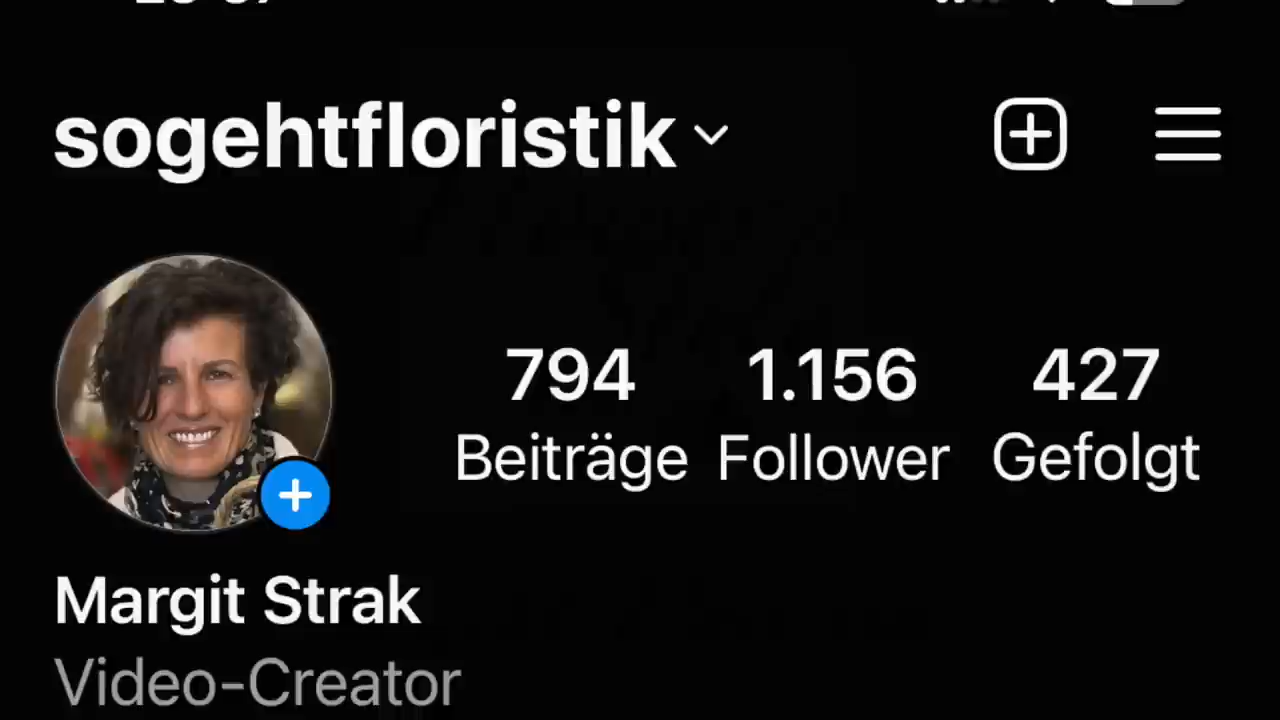 sogehtfloristik
794 1.156 427
Beiträge Follower Gefolgt
Margit Strak
Video-Creator